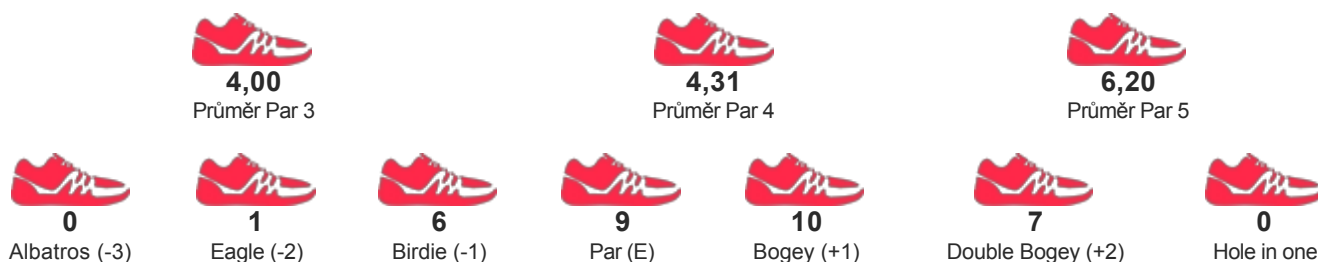 4,00 4,31 6,20
Průměr Par 3 Průměr Par 4 Průměr Par 5
0 1 6 9 10 7 0
Albatros (-3) Eagle (-2) Birdie (-1) Par (E) Bogey (+1) Double Bogey (+2) Hole in one